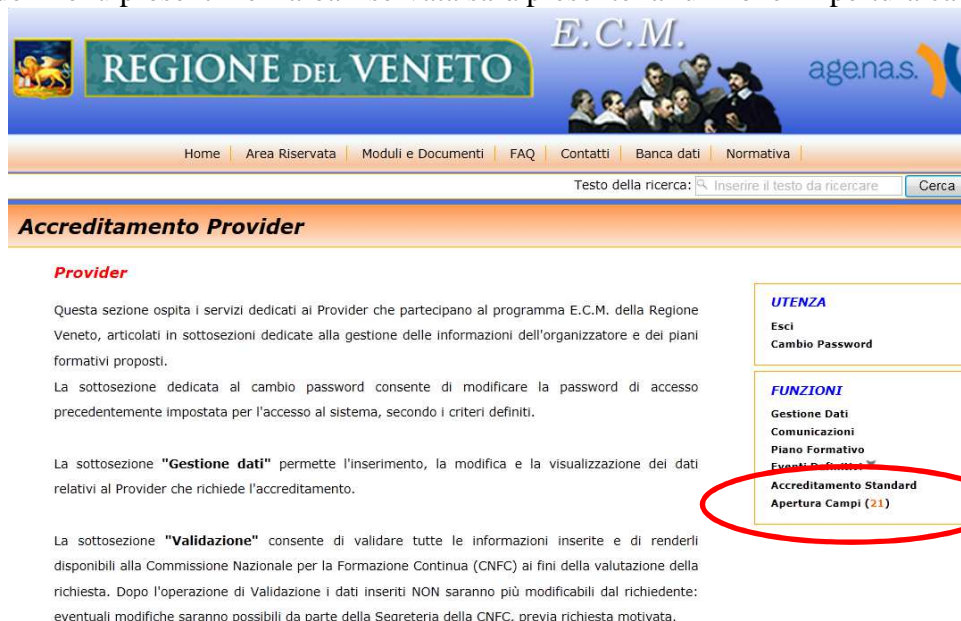 E.C.M.
REGIONE DEL VENETO
age.na.s.
Home
Area Riservata
Moduli e Documenti
FAQ
Contatti
Banca dati
Normativa
Testo della ricerca:
Inserire il testo da ricercare
Cerca
Accreditamento Provider
Provider
Questa sezione ospita i servizi dedicati ai Provider che partecipano al programma E.C.M. della Regione
Veneto, articolati in sottosezioni dedicate alla gestione delle informazioni dell'organizzatore e dei piani
formativi proposti.
La sottosezione dedicata al cambio password consente di modificare la password di accesso
precedentemente impostata per l'accesso al sistema, secondo i criteri definiti.
La sottosezione "Gestione dati" permette l'inserimento, la modifica e la visualizzazione dei dati
relativi al Provider che richiede l'accreditamento.
La sottosezione "Validazione" consente di validare tutte le informazioni inserite e di renderli
disponibili alla Commissione Nazionale per la Formazione Continua (CNFC) ai fini della valutazione della
richiesta. Dopo l'operazione di Validazione i dati inseriti NON saranno più modificabili dal richiedente:
eventuali modifiche saranno possibili da parte della Segreteria della CNFC, previa richiesta motivata.
UTENZA
Esci
Cambio Password
FUNZIONI
Gestione Dati
Comunicazioni
Piano Formativo
Eventi Definitivi
Accreditamento Standard
Apertura Campi (21)